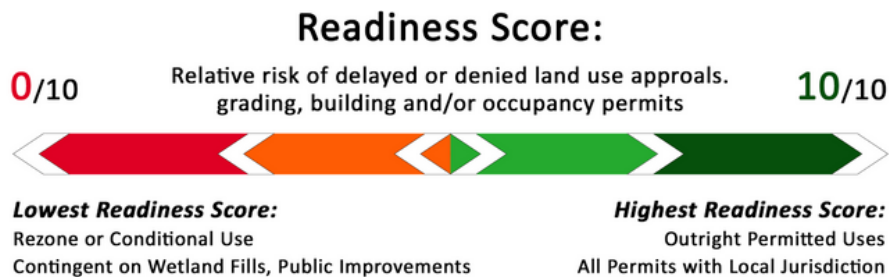 Readiness Score:
0/10
Relative risk of delayed or denied land use approals.
grading, building and/or occupancy permits
10/10
Lowest Readiness Score:
Rezone or Conditional Use
Contingent on Wetland Fills, Public Improvements
Highest Readiness Score:
Outright Permitted Uses
All Permits with Local Jurisdiction